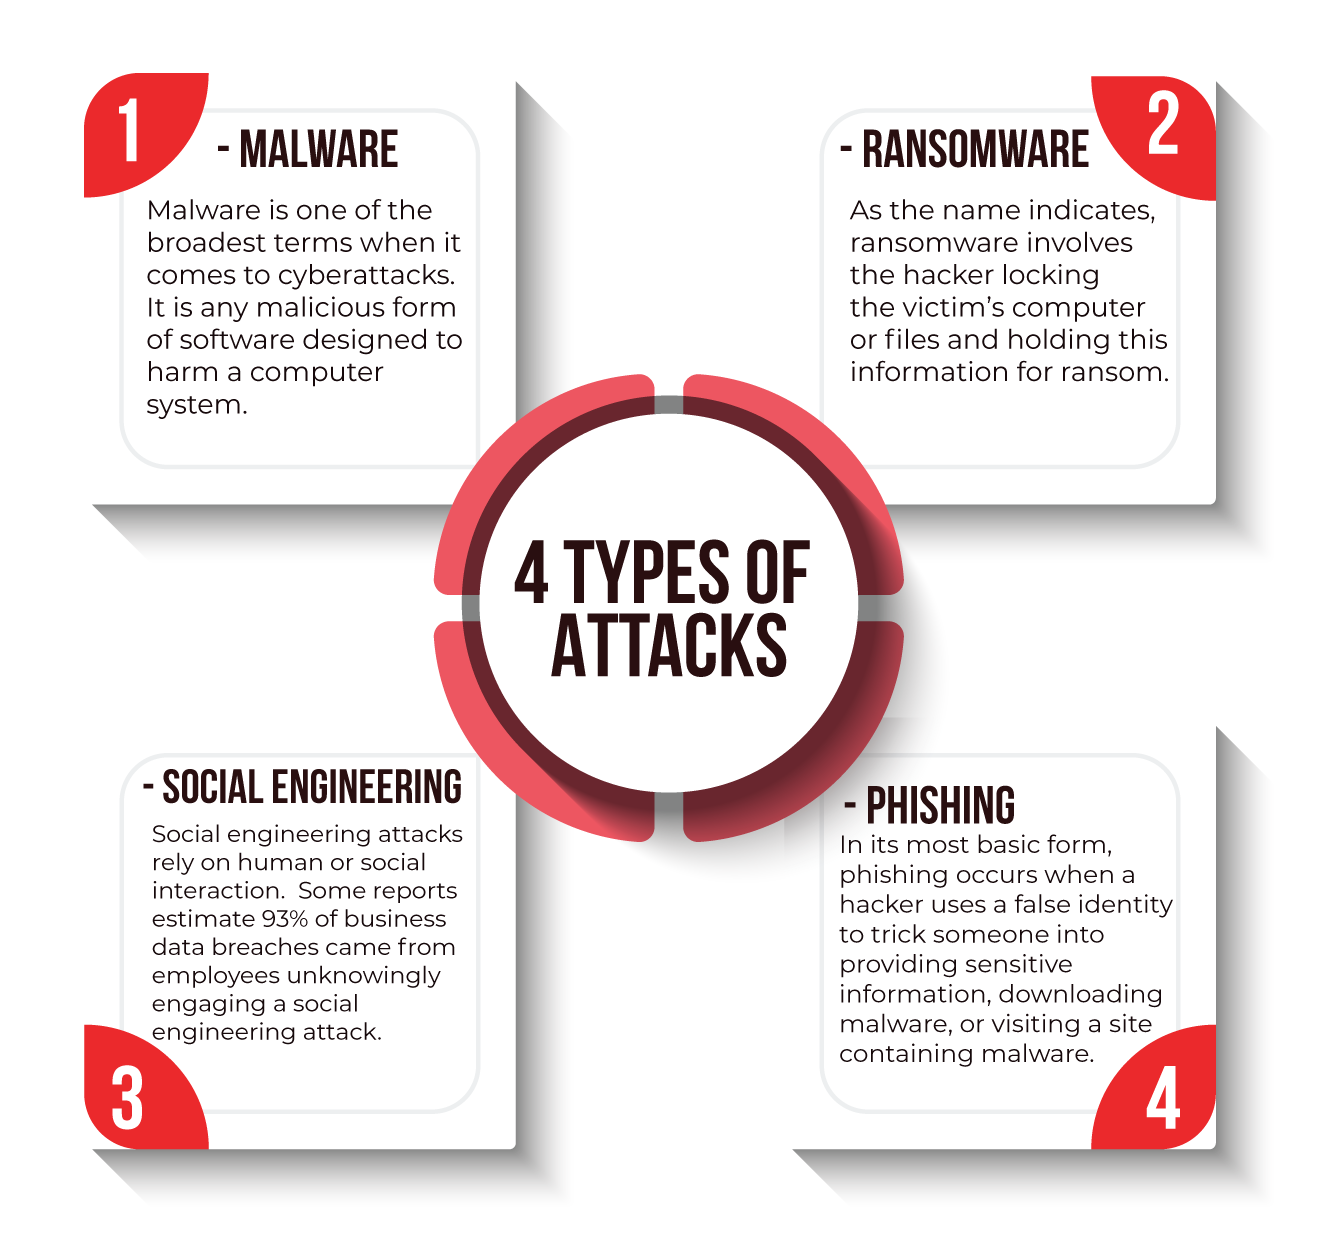 1
- MALWARE
Malware is one of the
broadest terms when it
comes to cyberattacks.
It is any malicious form
of software designed to
harm a computer
system.
2
- RANSOMWARE
As the name indicates,
ransomware involves
the hacker locking
the victim’s computer
or files and holding this
information for ransom.
4 TYPES OF
ATTACKS
- SOCIAL ENGINEERING
Social engineering attacks
rely on human or social
interaction.  Some reports
estimate 93% of business
data breaches came from
employees unknowingly
engaging a social
engineering attack.
3
- PHISHING
In its most basic form,
phishing occurs when a
hacker uses a false identity
to trick someone into
providing sensitive
information, downloading
malware, or visiting a site
containing malware.
4